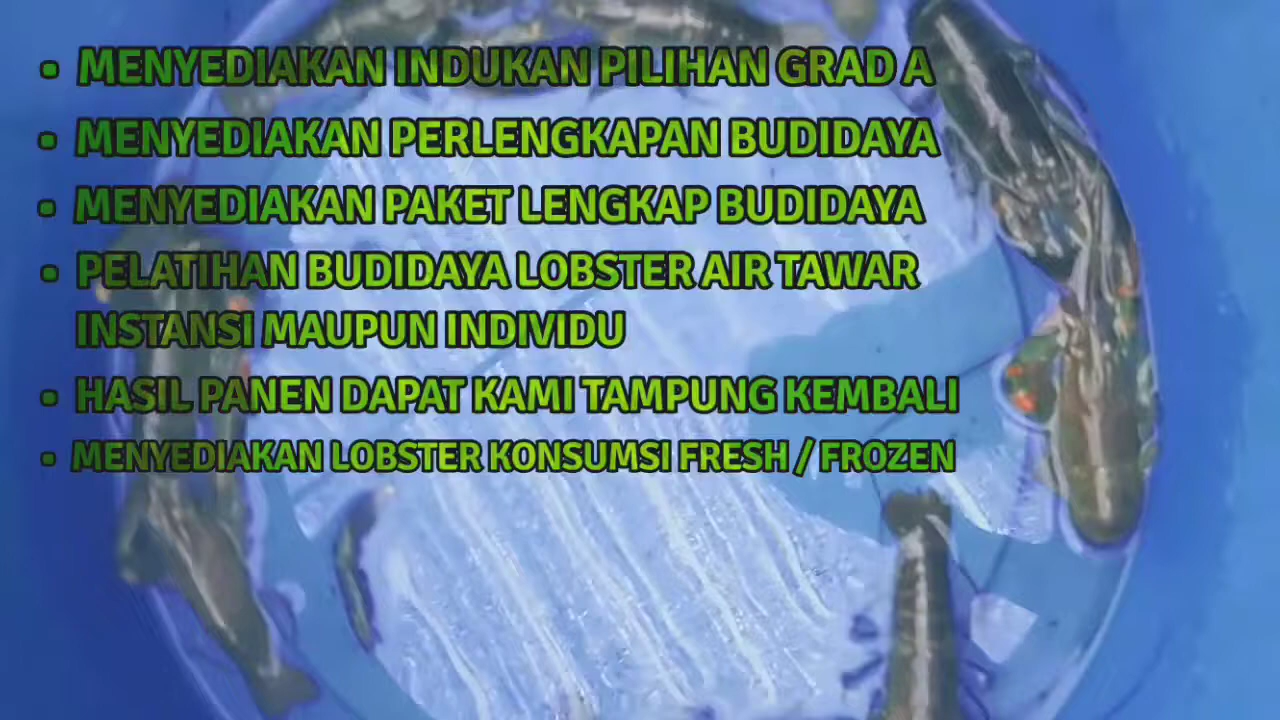 • MENYEDIAKAN INDUKAN PILIHAN GRAD A
• MENYEDIAKAN PERLENGKAPAN BUDIDAYA
• MENYEDIAKAN PAKET LENGKAP BUDIDAYA
• PELATIHAN BUDIDAYA LOBSTER AIR TAWAR
INSTANSI MAUPUN INDIVIDU
• HASIL PANEN DAPAT KAMI TAMPUNG KEMBALI
• MENYEDIAKAN LOBSTER KONSUMSI FRESH / FROZEN